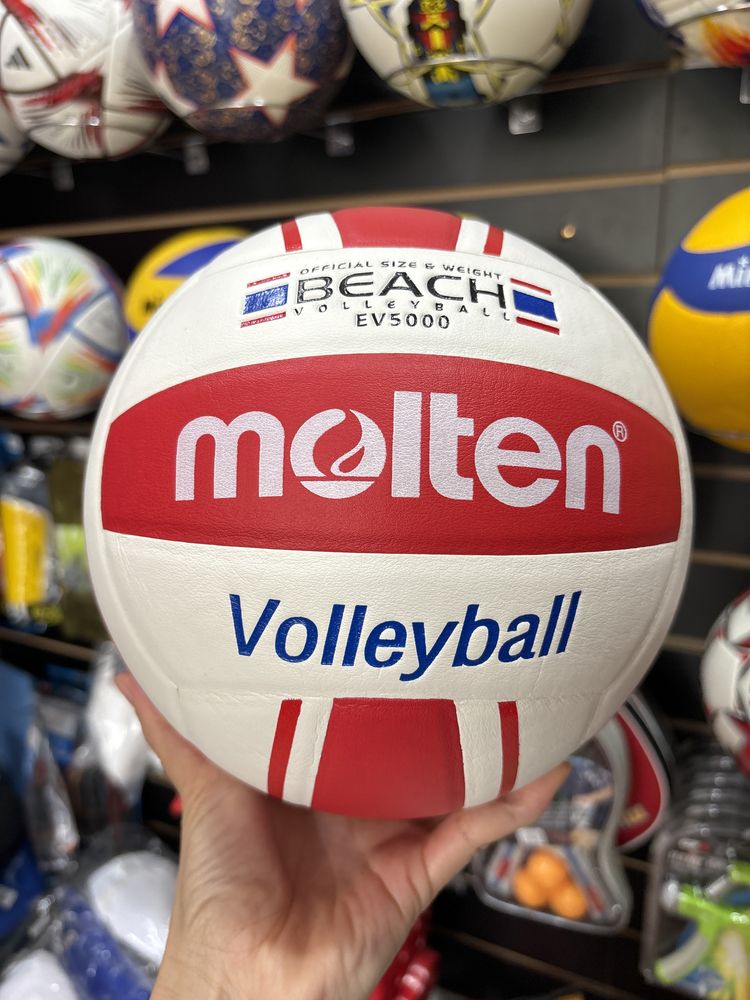 OFFICIAL SIZE & WEIGHT
BEACH
VOLLEYBALL
EV5000
molten®
Volleyball